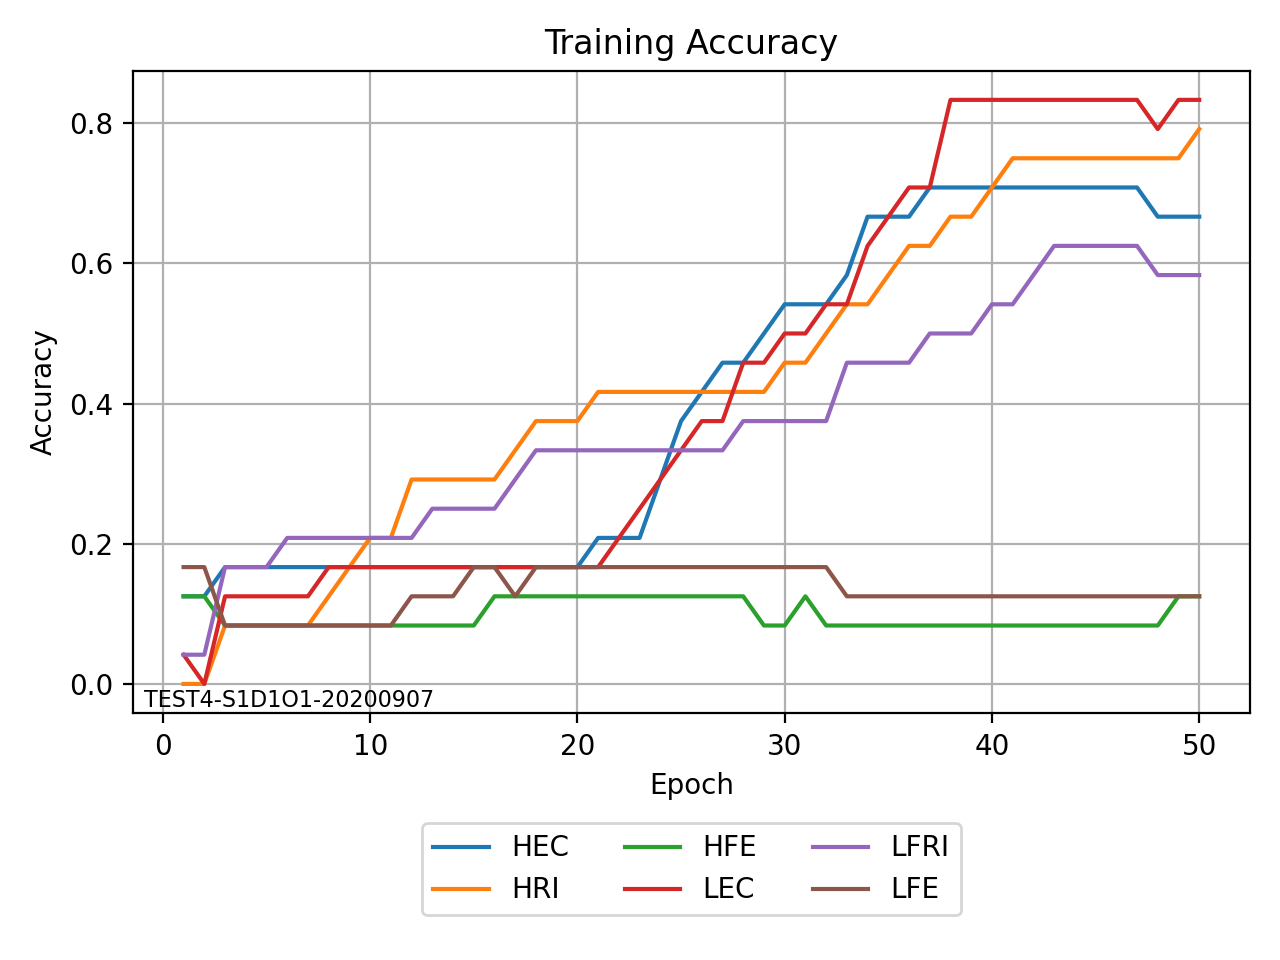 Training Accuracy
0.8
0.6
0.4
0.2
0.0
Accuracy
TEST4-S1D1O1-20200907
0 10 20 30 40 50
Epoch
HEC HFE LFRI
HRI LEC LFE